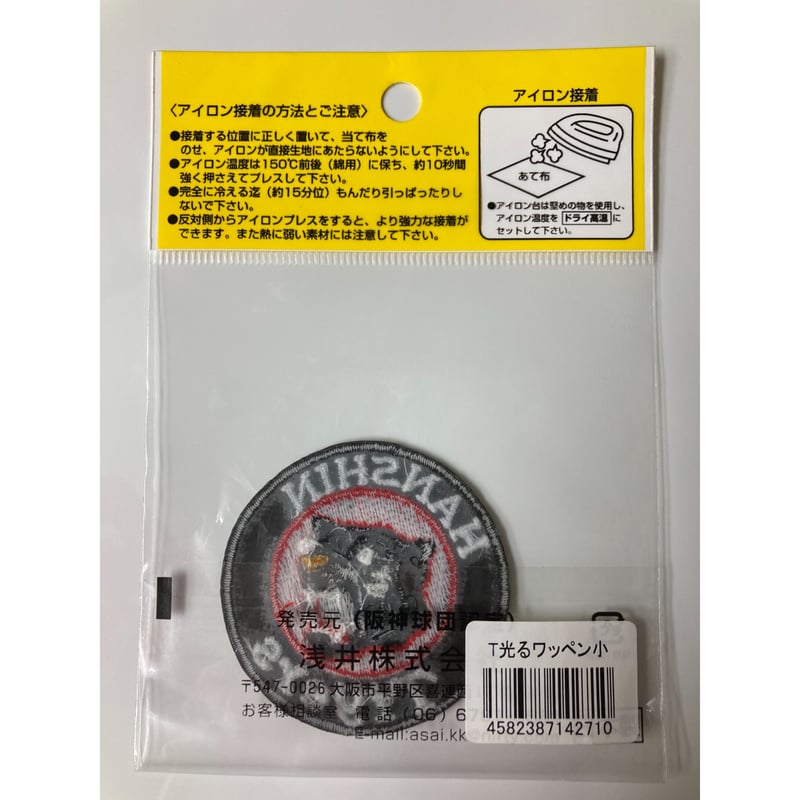 〈アイロン接着の方法とご注意〉
●接着する位置に正しく置いて、当て布を
のせ、アイロンが直接生地にあたらないようにして下さい。
●アイロン温度は150℃前後（綿用）に保ち、約10秒間
強く押さえてプレスして下さい。
●完全に冷える迄（約15分位）もんだり引っぱったりし
ないで下さい。
●反対側からアイロンプレスをすると、より強力な接着が
できます。また熱に弱い素材には注意して下さい。
アイロン接着
あて布
●アイロン台は堅めの物を使用し、
アイロン温度を ドライ高温 に
セットして下さい。
HANSHIN
発売元（阪神球団
浅井株式会
〒547-0026 大阪市平野区喜連
お客様相談室 電話（06）67
E-mail:asai.kk
T光るワッペン小
4582387142710